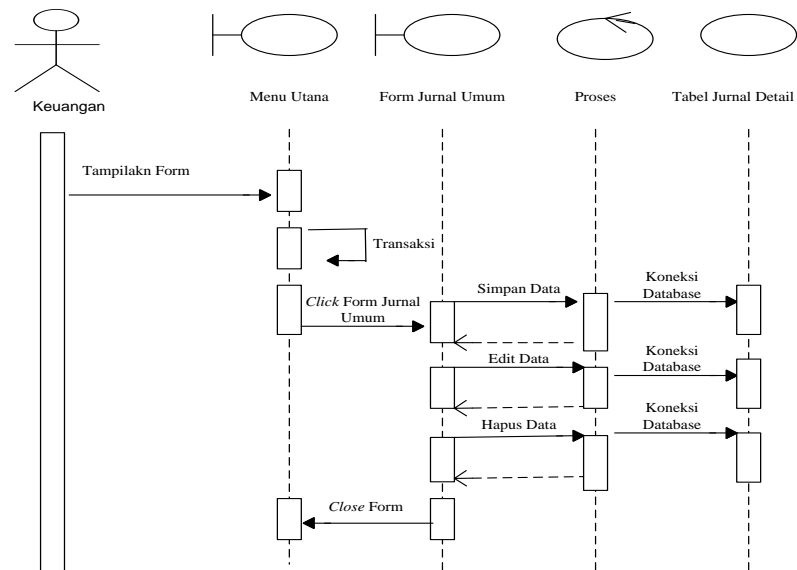 Keuangan
Menu Utana
Form Jurnal Umum
Proses
Tabel Jurnal Detail
Tampilakn Form
Transaksi
Click Form Jurnal
Umum
Simpan Data
Koneksi
Database
Edit Data
Koneksi
Database
Hapus Data
Koneksi
Database
Close Form